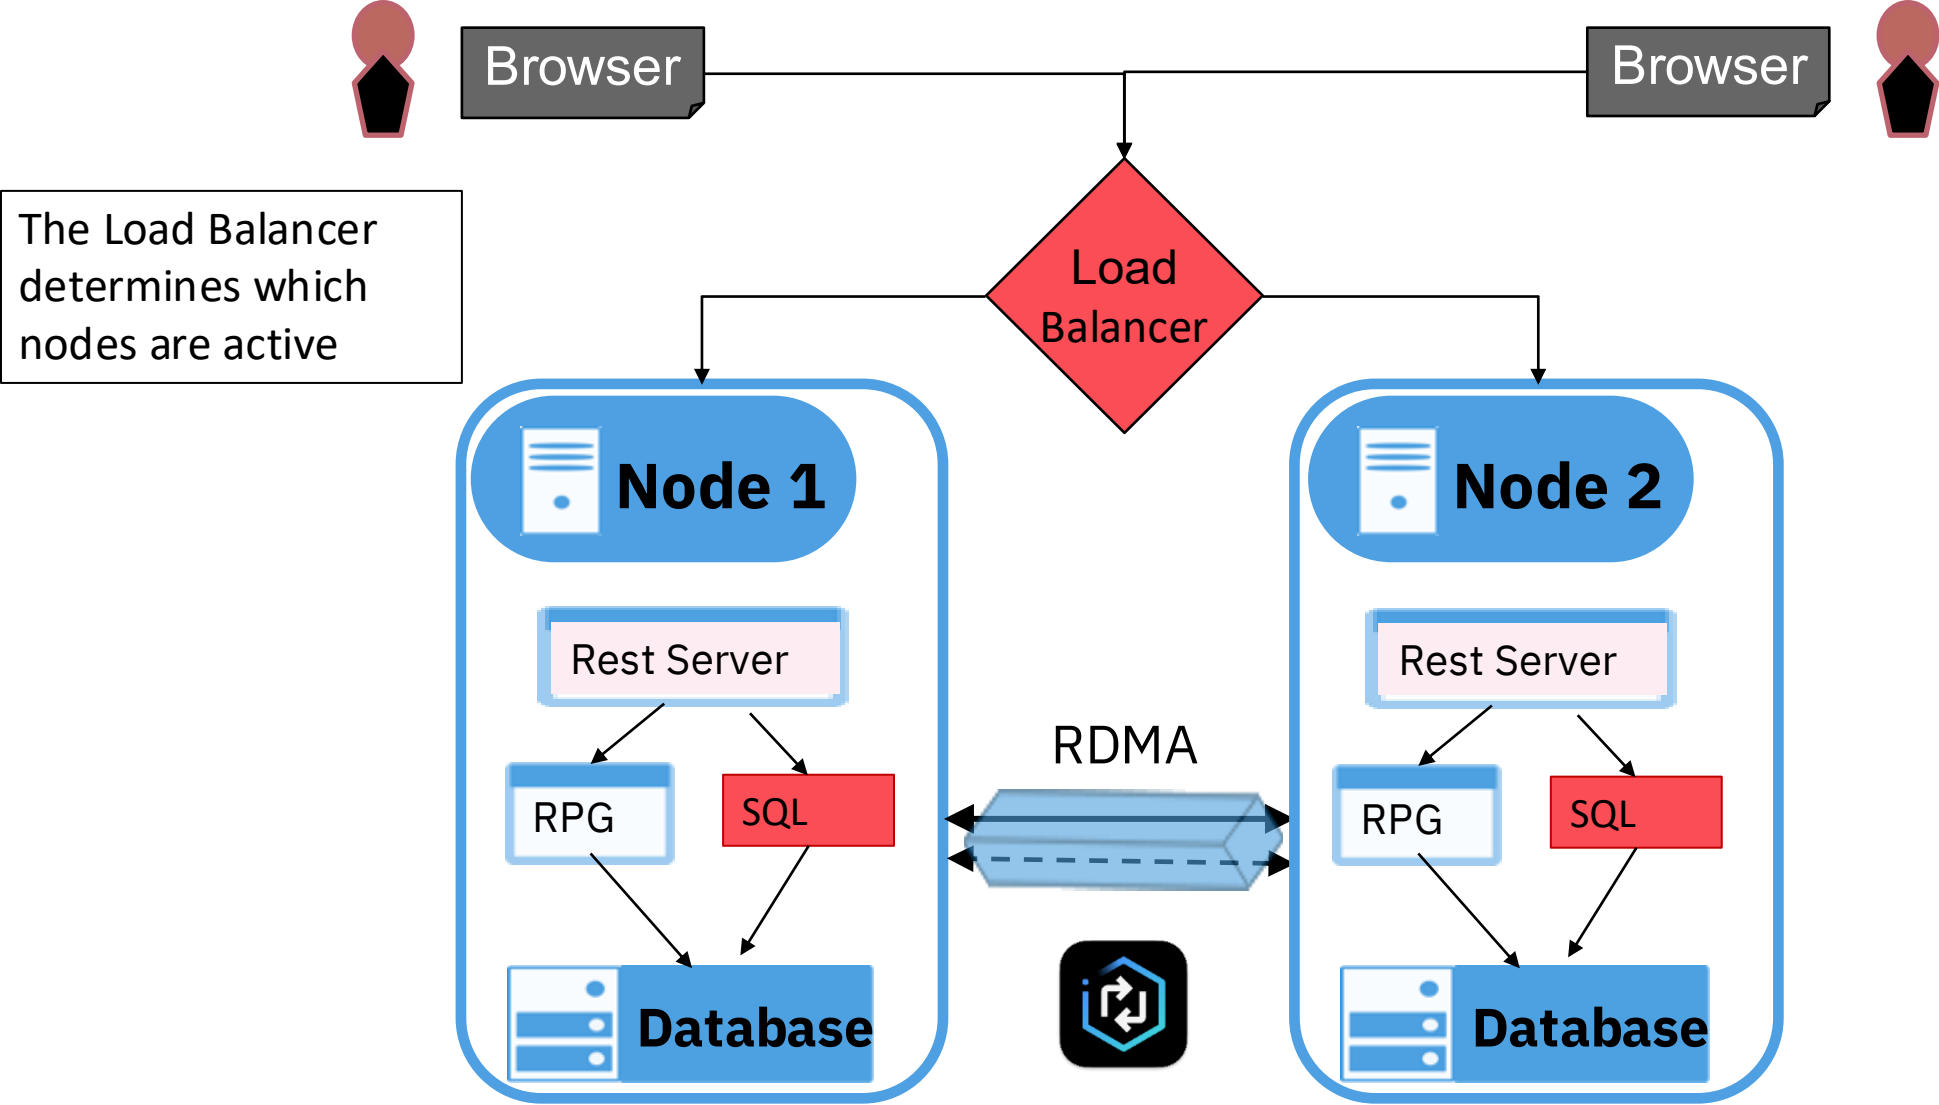 Browser
Browser
The Load Balancer
determines which
nodes are active
Load
Balancer
Node 1
Node 2
Rest Server
Rest Server
RDMA
RPG
SQL
RPG
SQL
Database
Database